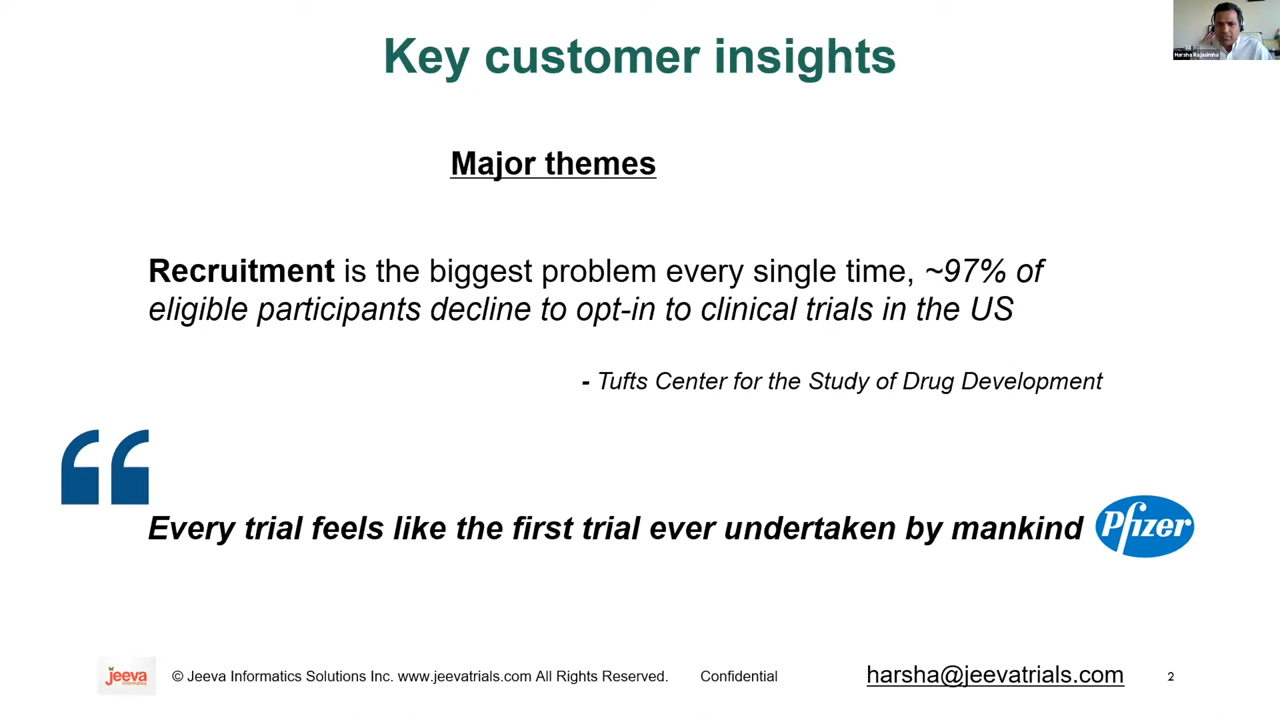 Key customer insights
Harsha Rajasimha
Major themes
Recruitment is the biggest problem every single time, ~97% of
eligible participants decline to opt-in to clinical trials in the US
- Tufts Center for the Study of Drug Development
Every trial feels like the first trial ever undertaken by mankind
Pfizer
jeeva
© Jeeva Informatics Solutions Inc. www.jeevatrials.com All Rights Reserved. Confidential harsha@jeevatrials.com 2